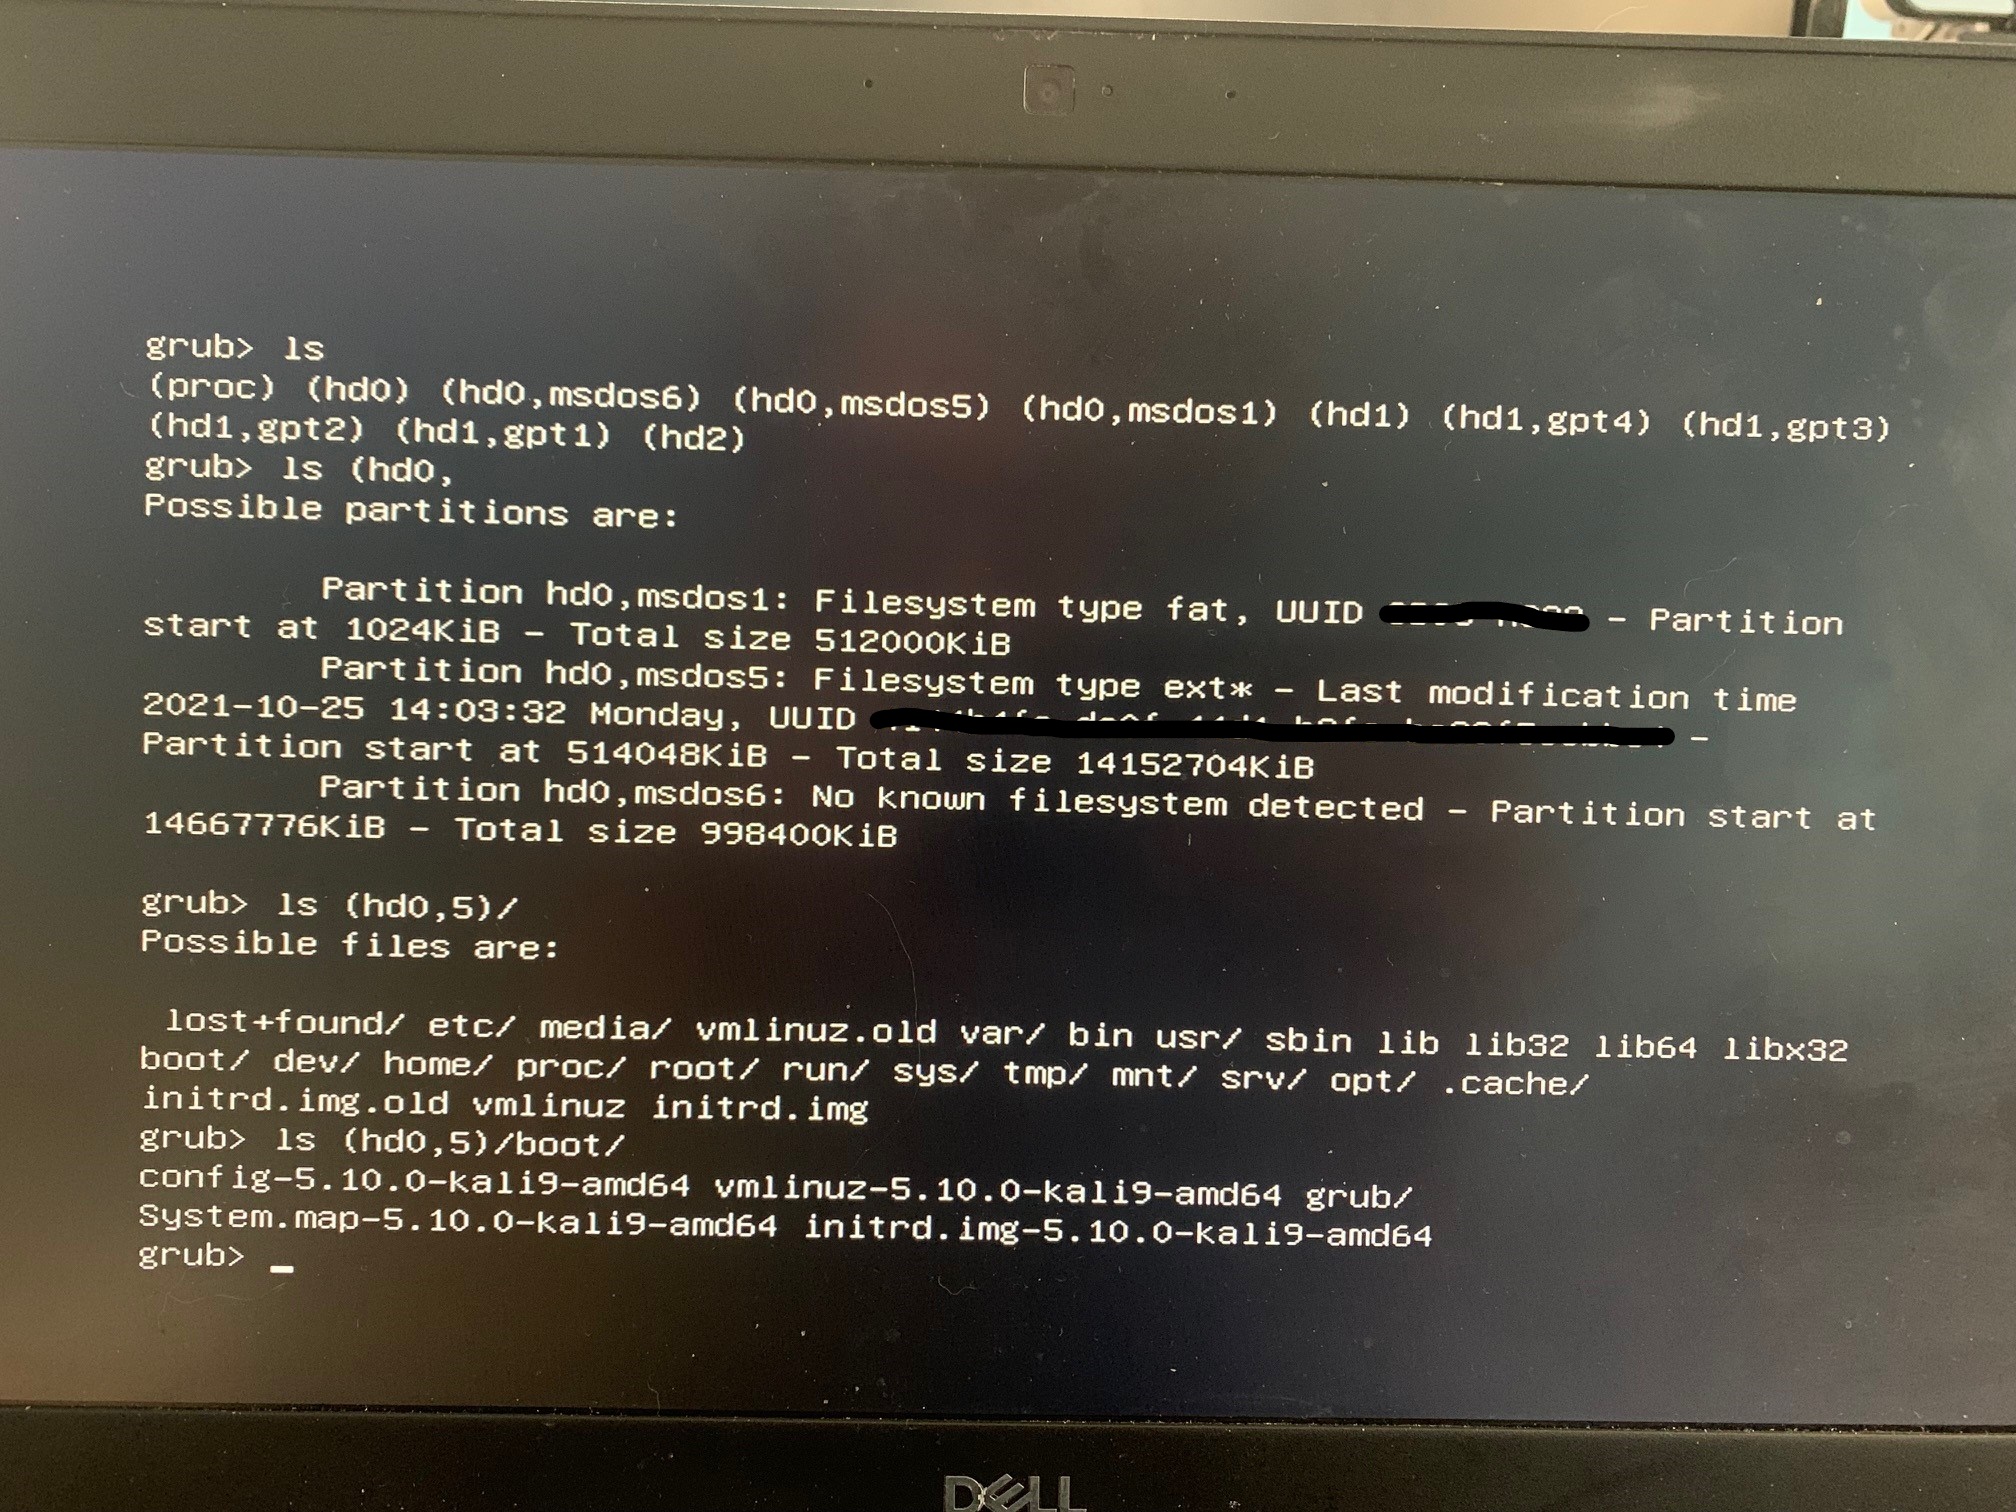 grub> ls
(proc) (hd0) (hd0,msdos6) (hd0,msdos5) (hd0,msdos1) (hd1) (hd1,gpt4) (hd1,gpt3)
(hd1,gpt2) (hd1,gpt1) (hd2)
grub> ls (hd0,
Possible partitions are:
Partition hd0,msdos1: Filesystem type fat, UUID – Partition
start at 1024KiB – Total size 512000KiB
Partition hd0,msdos5: Filesystem type ext* – Last modification time
2021-10-25 14:03:32 Monday, UUID –
Partition start at 514048KiB – Total size 14152704KiB
Partition hd0,msdos6: No known filesystem detected – Partition start at
14667776KiB – Total size 998400KiB
grub> ls (hd0,5)/
Possible files are:
lost+found/ etc/ media/ vmlinuz.old var/ bin usr/ sbin lib lib32 lib64 libx32
boot/ dev/ home/ proc/ root/ run/ sys/ tmp/ mnt/ srv/ opt/ .cache/
initrd.img.old vmlinuz initrd.img
grub> ls (hd0,5)/boot/
config-5.10.0-kali9-amd64 vmlinuz-5.10.0-kali9-amd64 grub/
System.map-5.10.0-kali9-amd64 initrd.img-5.10.0-kali9-amd64
grub> _
DELL